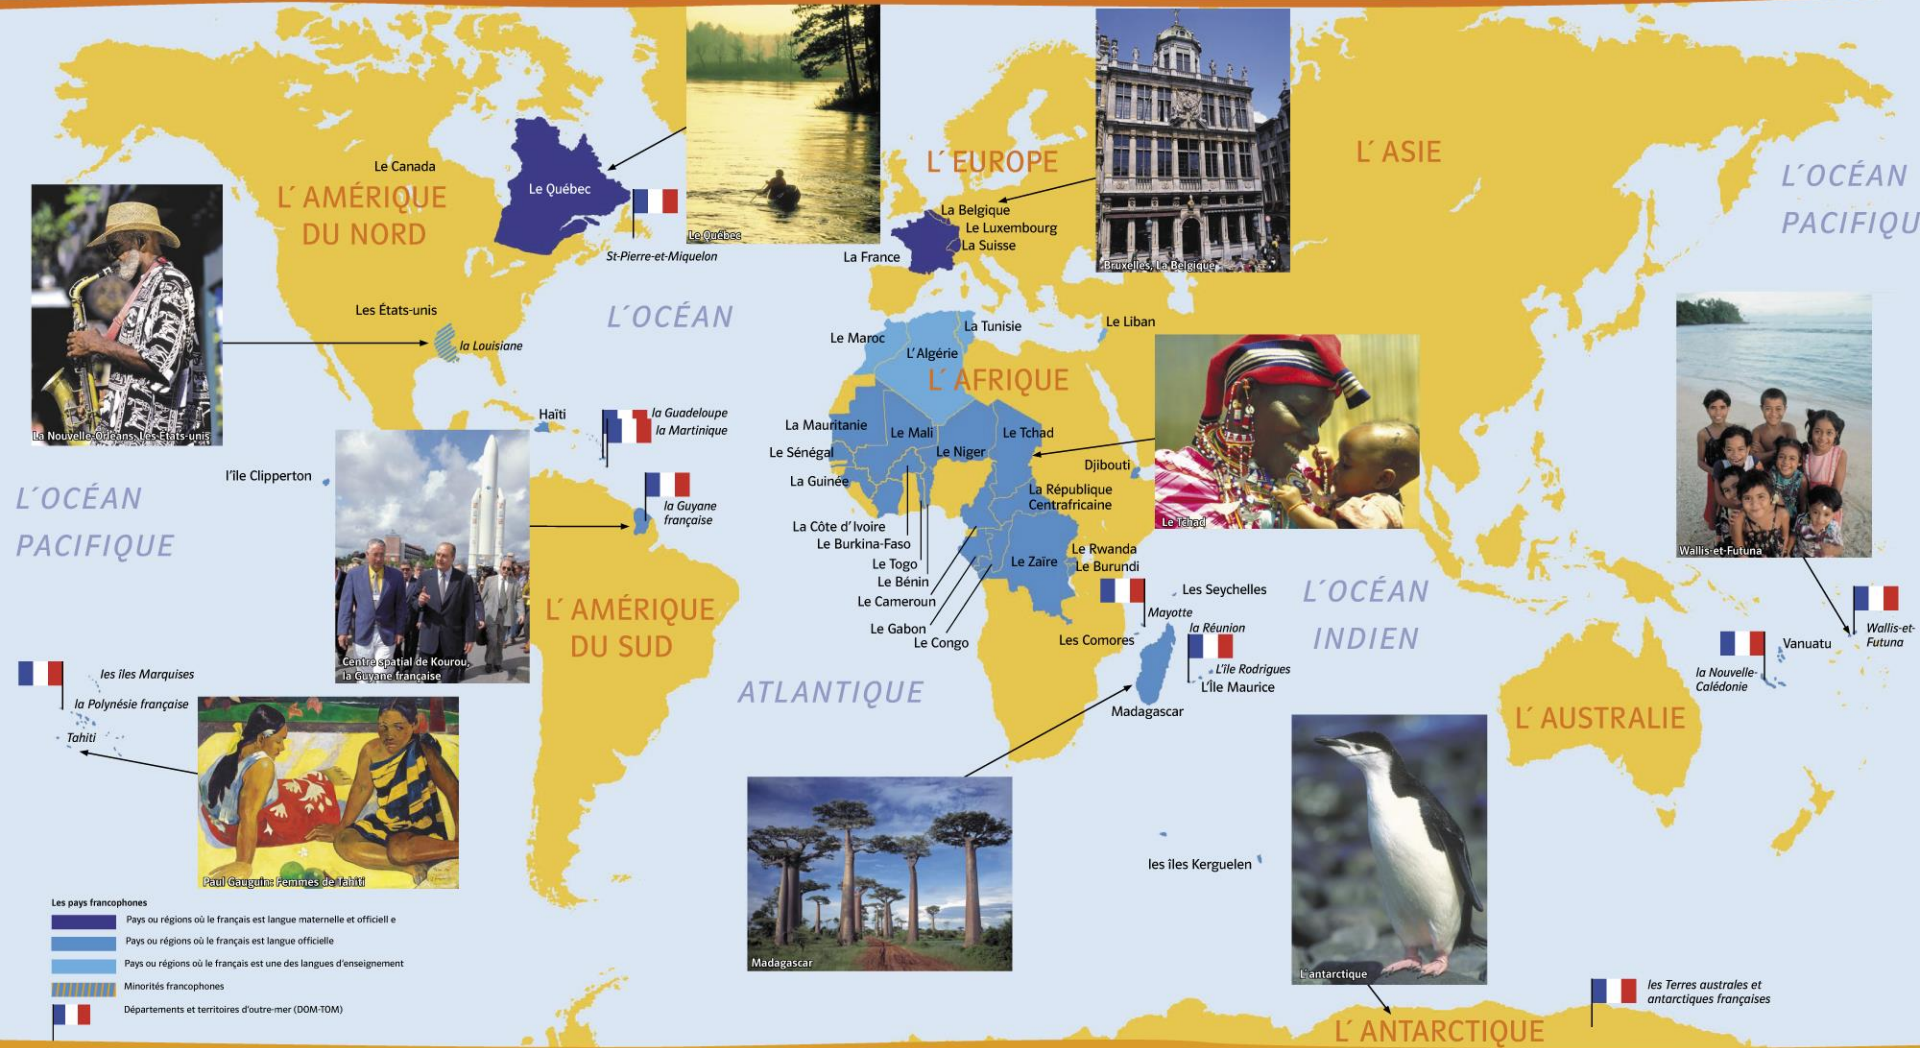 Le Canada
L´AMÉRIQUE
DU NORD
Le Québec
St-Pierre-et-Miquelon
Le Québec
L´EUROPE
La Belgique
Le Luxembourg
La Suisse
La France
Bruxelles, La Belgique
L´ASIE
L´OCÉAN
PACIFIQU
La Nouvelle-Orléans, Les États-unis
Les États-unis
la Louisiane
L´OCÉAN
ATLANTIQUE
Haïti
la Guadeloupe
la Martinique
l'île Clipperton
L´OCÉAN
PACIFIQUE
la Guyane
française
Centre spatial de Kourou,
la Guyane française
L´AMÉRIQUE
DU SUD
les îles Marquises
la Polynésie française
Tahiti
Paul Gauguin: Femmes de Tahiti
La Tunisie
Le Maroc
L'Algérie
L´AFRIQUE
Le Liban
La Mauritanie
Le Mali
Le Niger
Le Tchad
Le Sénégal
La Guinée
Djibouti
La République
Centrafricaine
La Côte d'Ivoire
Le Burkina-Faso
Le Togo
Le Bénin
Le Cameroun
Le Gabon
Le Congo
Le Zaïre
Le Rwanda
Le Burundi
Le Tchad
Les Seychelles
Mayotte
Les Comores
la Réunion
L'île Rodrigues
L'Île Maurice
Madagascar
Madagascar
L´OCÉAN
INDIEN
Wallis-et-Futuna
Wallis-et-
Futuna
Vanuatu
la Nouvelle-
Calédonie
L´AUSTRALIE
les îles Kerguelen
L'antarctique
les Terres australes et
antarctiques françaises
L´ANTARCTIQUE
Les pays francophones
Pays ou régions où le français est langue maternelle et officiell e
Pays ou régions où le français est langue officielle
Pays ou régions où le français est une des langues d'enseignement
Minorités francophones
Départements et territoires d'outre-mer (DOM-TOM)